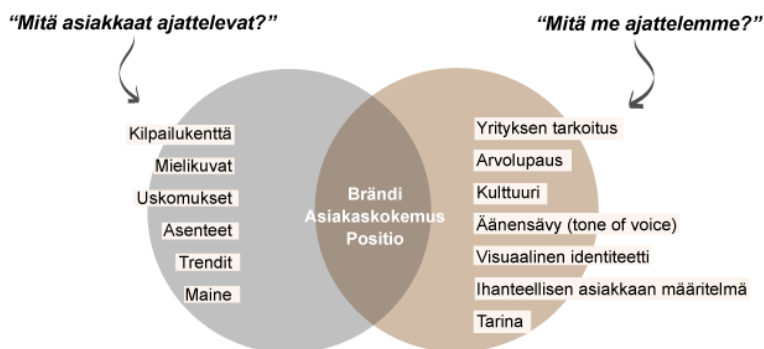 “Mitä asiakkaat ajattelevat?”
“Mitä me ajattelemme?”
Kilpailukenttä
Mielikuvat
Uskomukset
Asenteet
Trendit
Maine
Brändi
Asiakaskokemus
Positio
Yrityksen tarkoitus
Arvolupaus
Kulttuuri
Äänensävy (tone of voice)
Visuaalinen identiteetti
Ihanteellisen asiakkaan määritelmä
Tarina